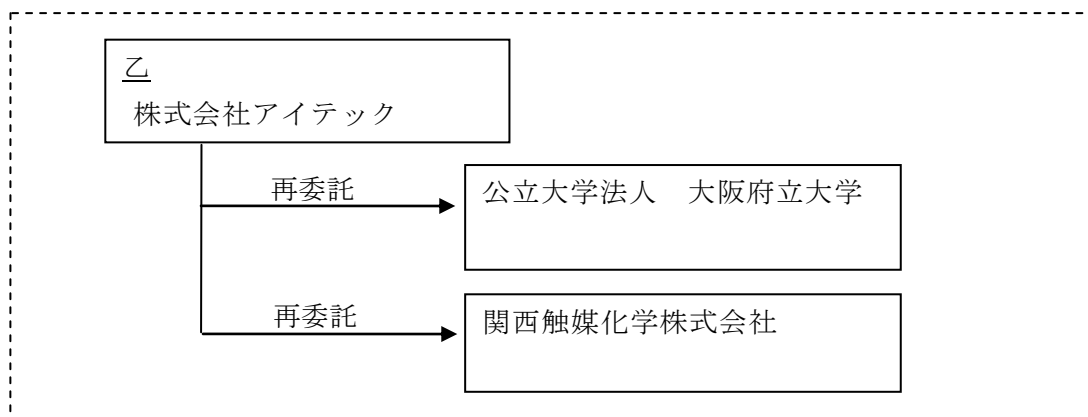 乙
株式会社アイテック
再委託
公立大学法人　大阪府立大学
再委託
関西触媒化学株式会社